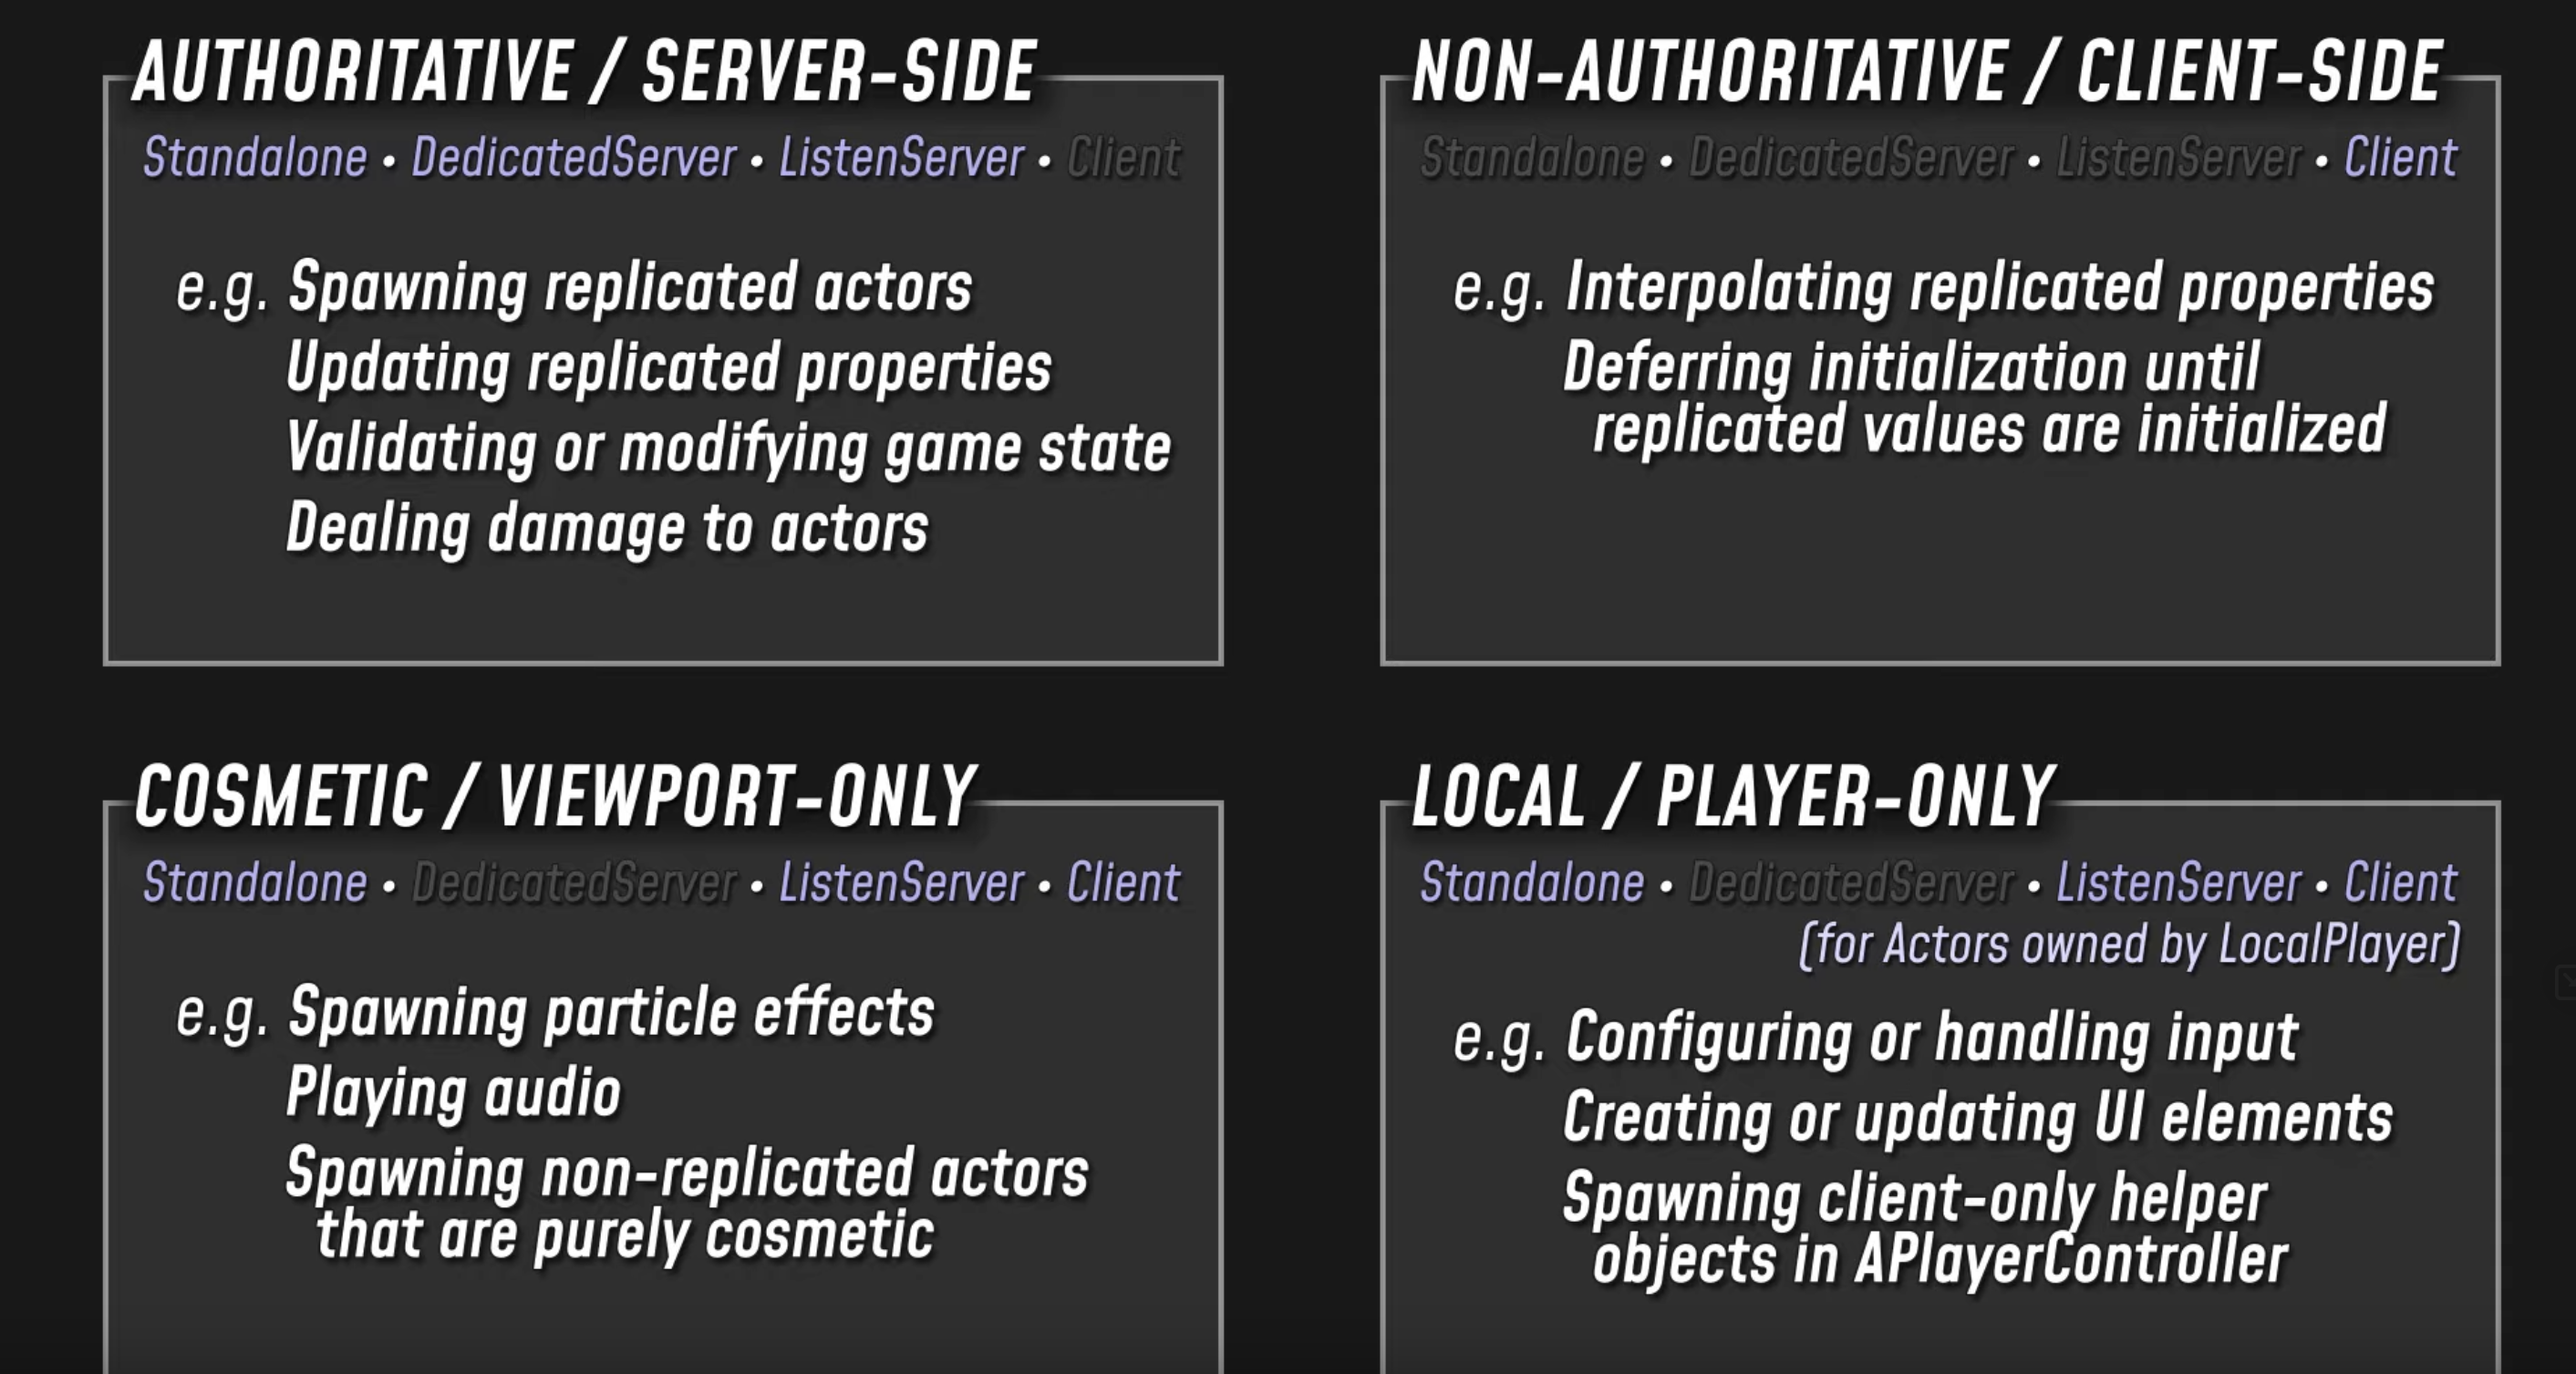 AUTHORITATIVE / SERVER-SIDE
Standalone • DedicatedServer • ListenServer • Client
e.g. Spawning replicated actors
Updating replicated properties
Validating or modifying game state
Dealing damage to actors
NON-AUTHORITATIVE / CLIENT-SIDE
Standalone • DedicatedServer • ListenServer • Client
e.g. Interpolating replicated properties
Deferring initialization until
replicated values are initialized
COSMETIC / VIEWPORT-ONLY
Standalone • DedicatedServer • ListenServer • Client
e.g. Spawning particle effects
Playing audio
Spawning non-replicated actors
that are purely cosmetic
LOCAL / PLAYER-ONLY
Standalone • DedicatedServer • ListenServer • Client
(for Actors owned by LocalPlayer)
e.g. Configuring or handling input
Creating or updating UI elements
Spawning client-only helper
objects in APlayerController